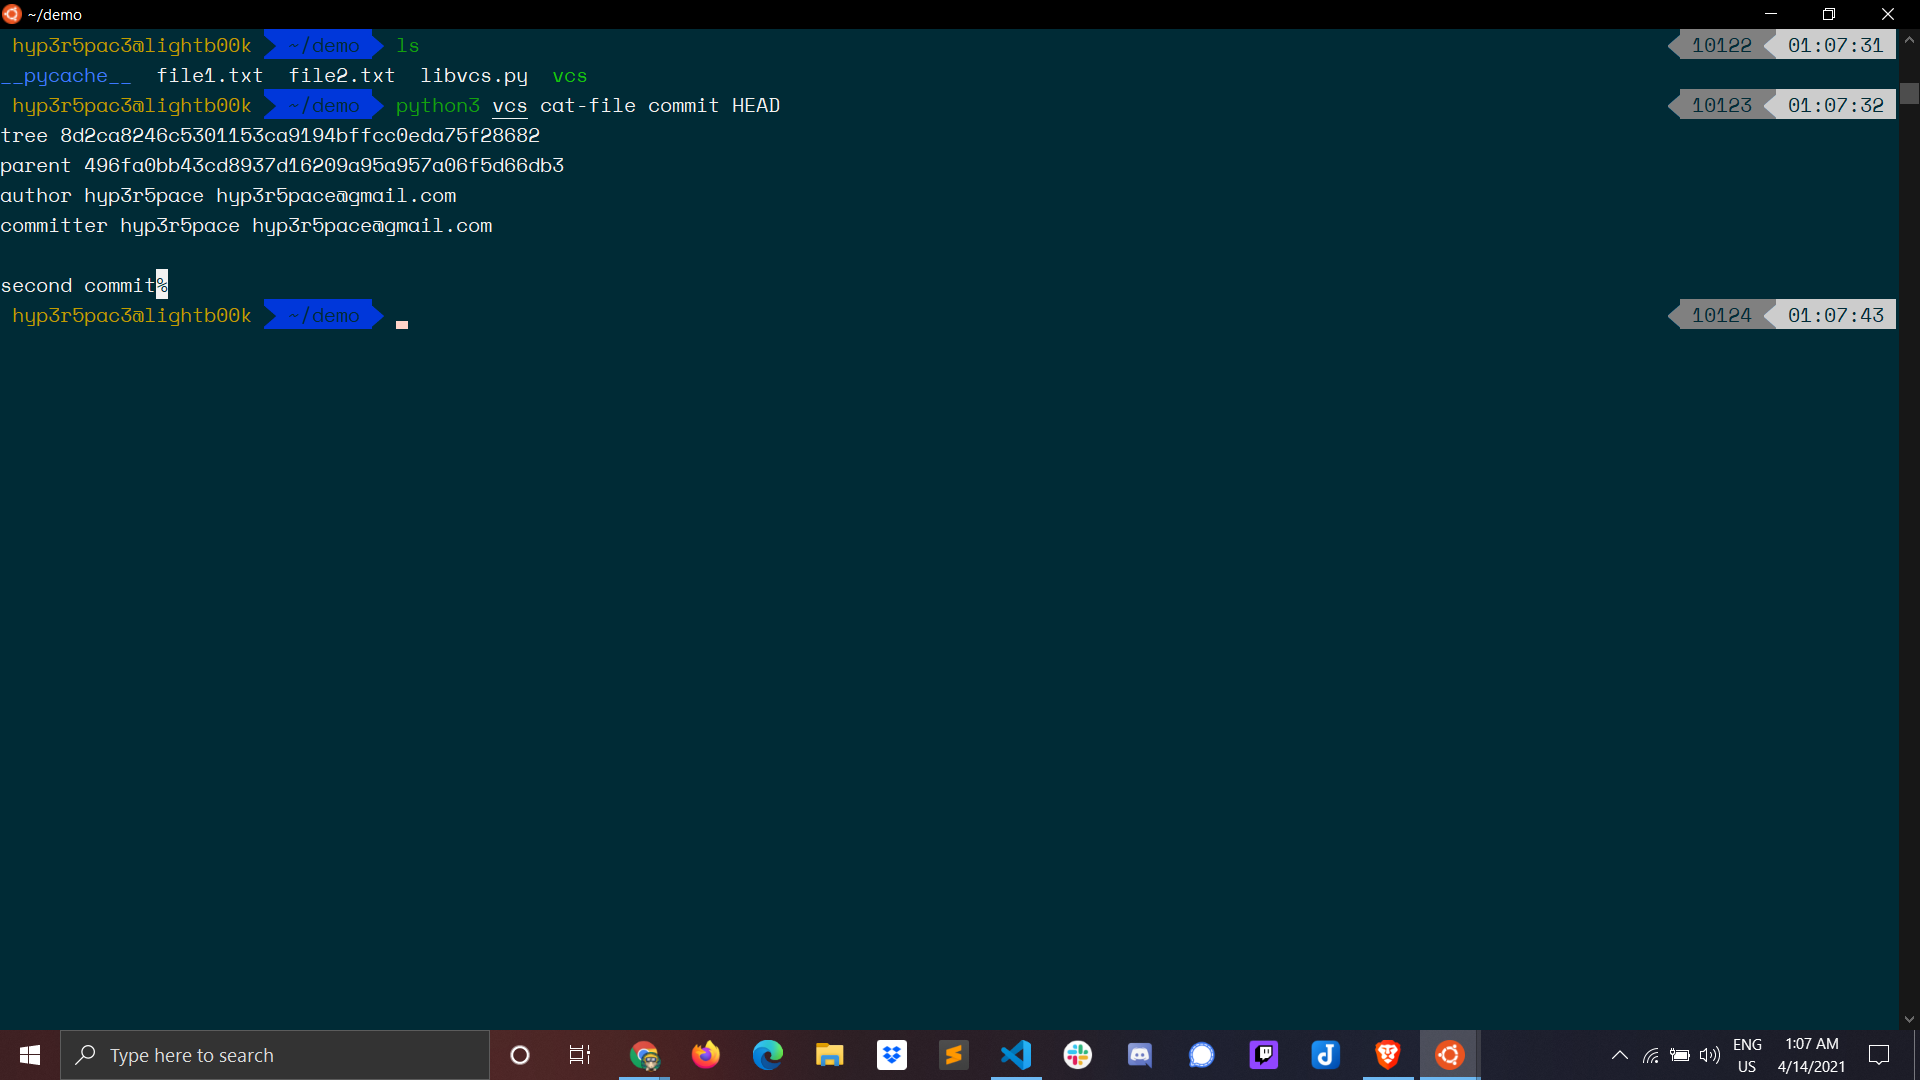 ~/demo
hyp3r5pac3@lightb00k ~/demo ls 10122 01:07:31
__pycache__ file1.txt file2.txt libvcs.py vcs
hyp3r5pac3@lightb00k ~/demo python3 vcs cat-file commit HEAD 10123 01:07:32
tree 8d2ca8246c5301153ca9194bffcc0eda75f28682
parent 496fa0bb43cd8937d16209a95a957a06f5d66db3
author hyp3r5pace hyp3r5pace@gmail.com
committer hyp3r5pace hyp3r5pace@gmail.com
second commit%
hyp3r5pac3@lightb00k ~/demo 10124 01:07:43
Type here to search
ENG
US
1:07 AM
4/14/2021